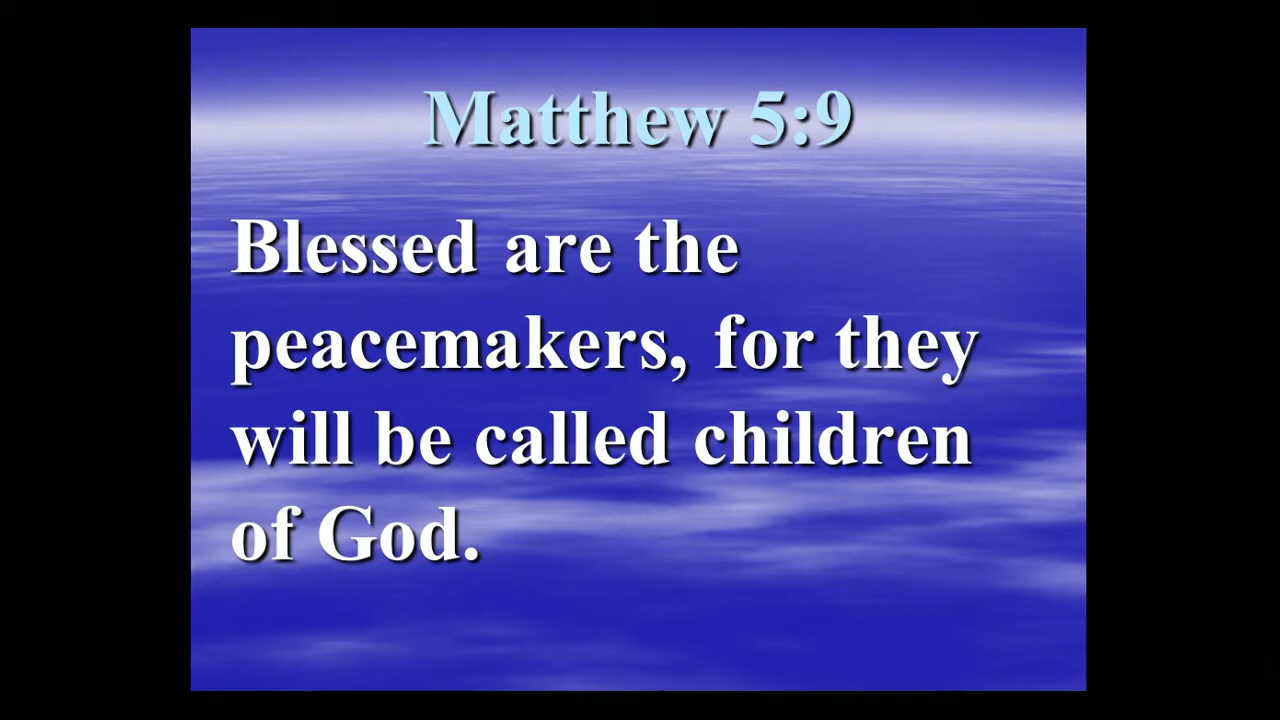 Matthew 5:9
Blessed are the
peacemakers, for they
will be called children
of God.